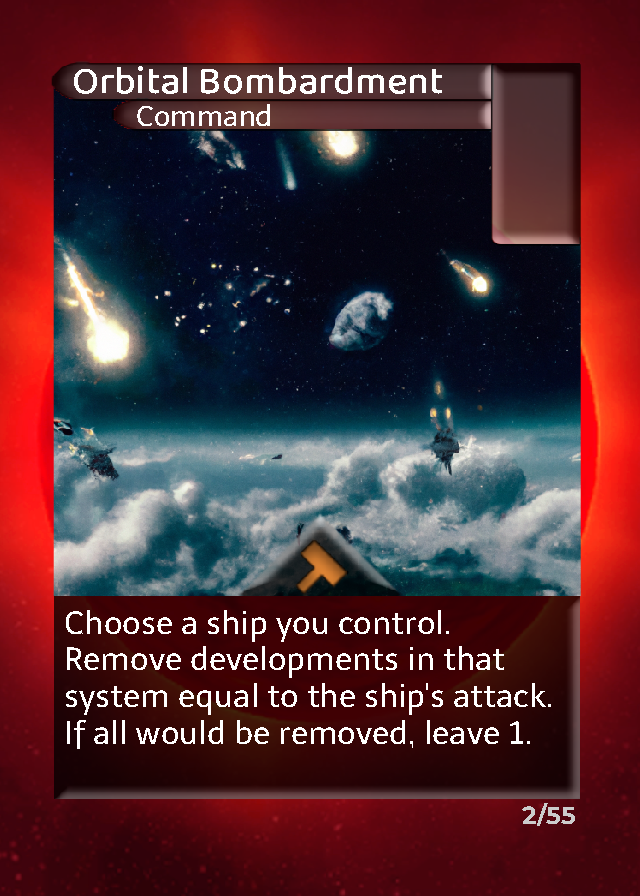 Orbital Bombardment
Command
Choose a ship you control.
Remove developments in that
system equal to the ship's attack.
If all would be removed, leave 1.
2/55